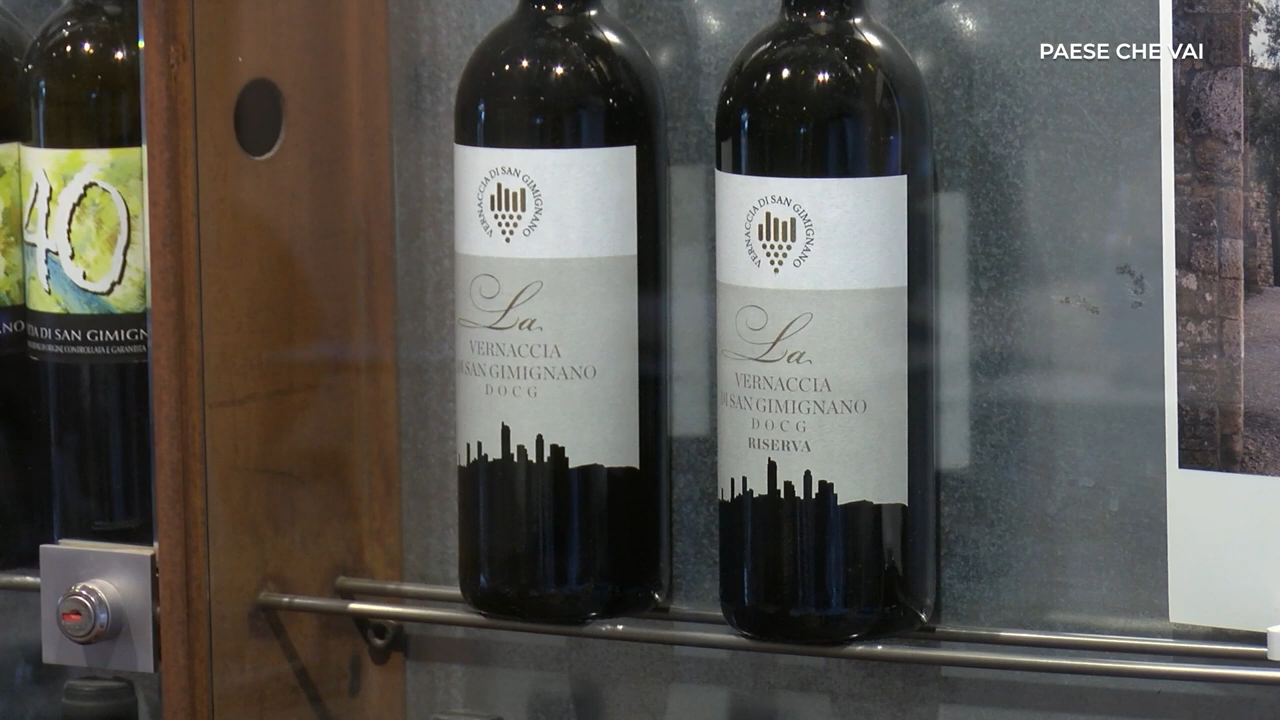 PAESE CHE VAI
40
DI SAN GIMIGN
VERNACCIA DI SAN GIMIGNANO
La
VERNACCIA
DI SAN GIMIGNANO
DOCG
VERNACCIA DI SAN GIMIGNANO
La
VERNACCIA
DI SAN GIMIGNANO
DOCG
RISERVA